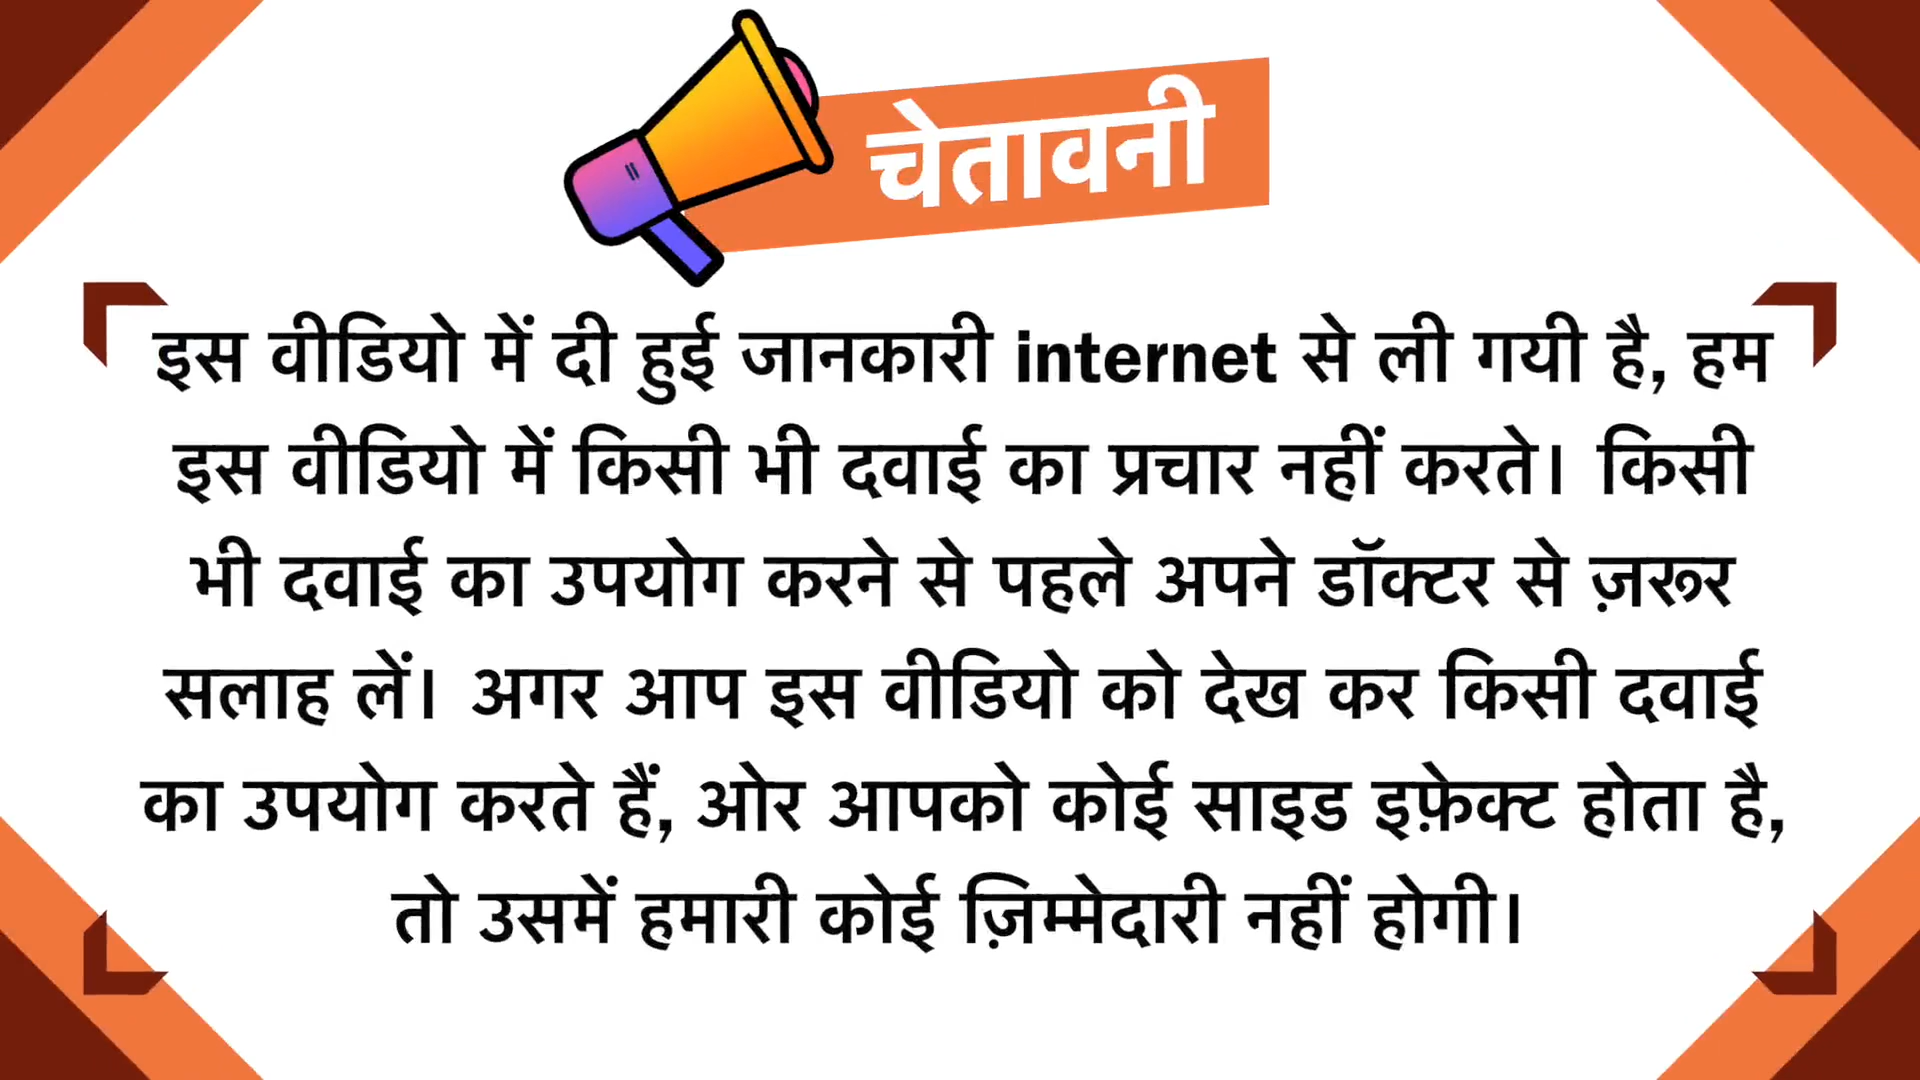 चेतावनी
इस वीडियो में दी हुई जानकारी internet से ली गयी है, हम
इस वीडियो में किसी भी दवाई का प्रचार नहीं करते। किसी
भी दवाई का उपयोग करने से पहले अपने डॉक्टर से ज़रूर
सलाह लें। अगर आप इस वीडियो को देख कर किसी दवाई
का उपयोग करते हैं, ओर आपको कोई साइड इफ़ेक्ट होता है,
तो उसमें हमारी कोई ज़िम्मेदारी नहीं होगी।